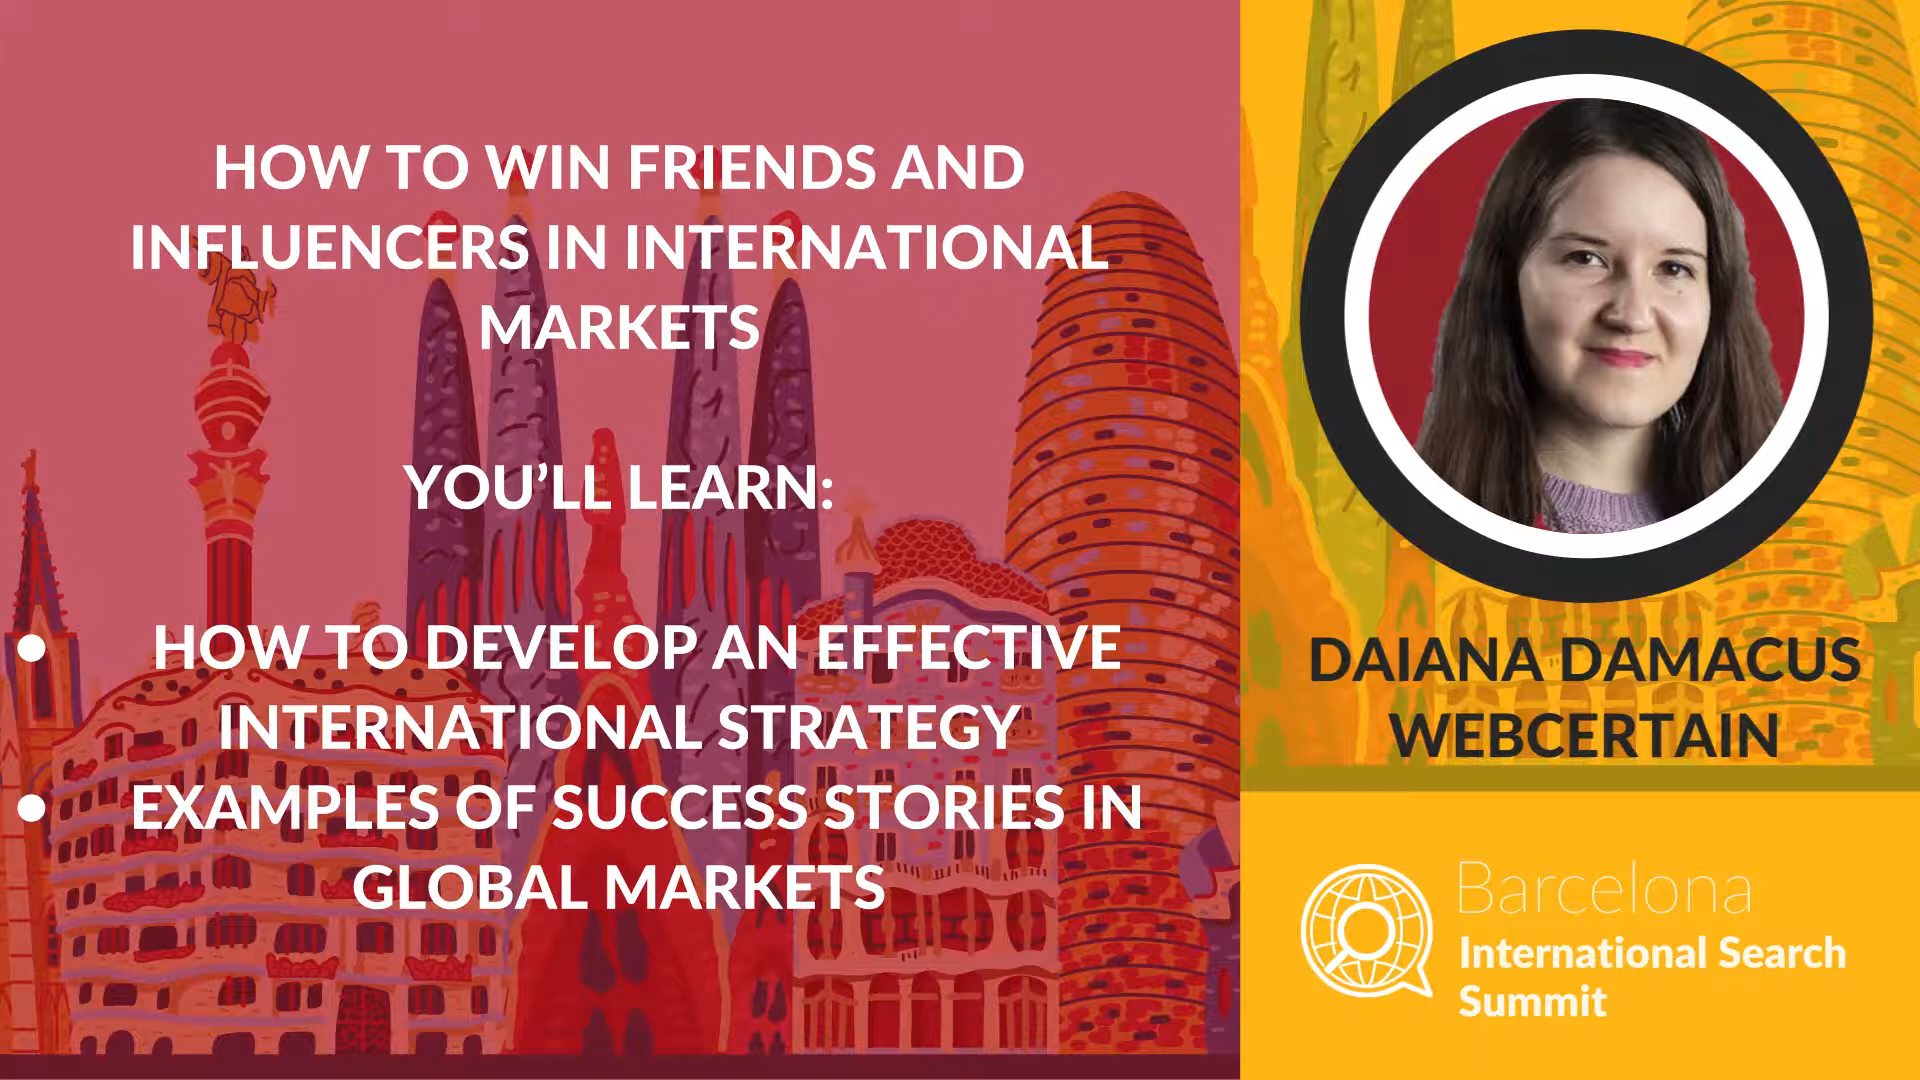 HOW TO WIN FRIENDS AND
INFLUENCERS IN INTERNATIONAL
MARKETS
YOU’LL LEARN:
● HOW TO DEVELOP AN EFFECTIVE
INTERNATIONAL STRATEGY
● EXAMPLES OF SUCCESS STORIES IN
GLOBAL MARKETS
DAIANA DAMACUS
WEBCERTAIN
Barcelona
International Search
Summit